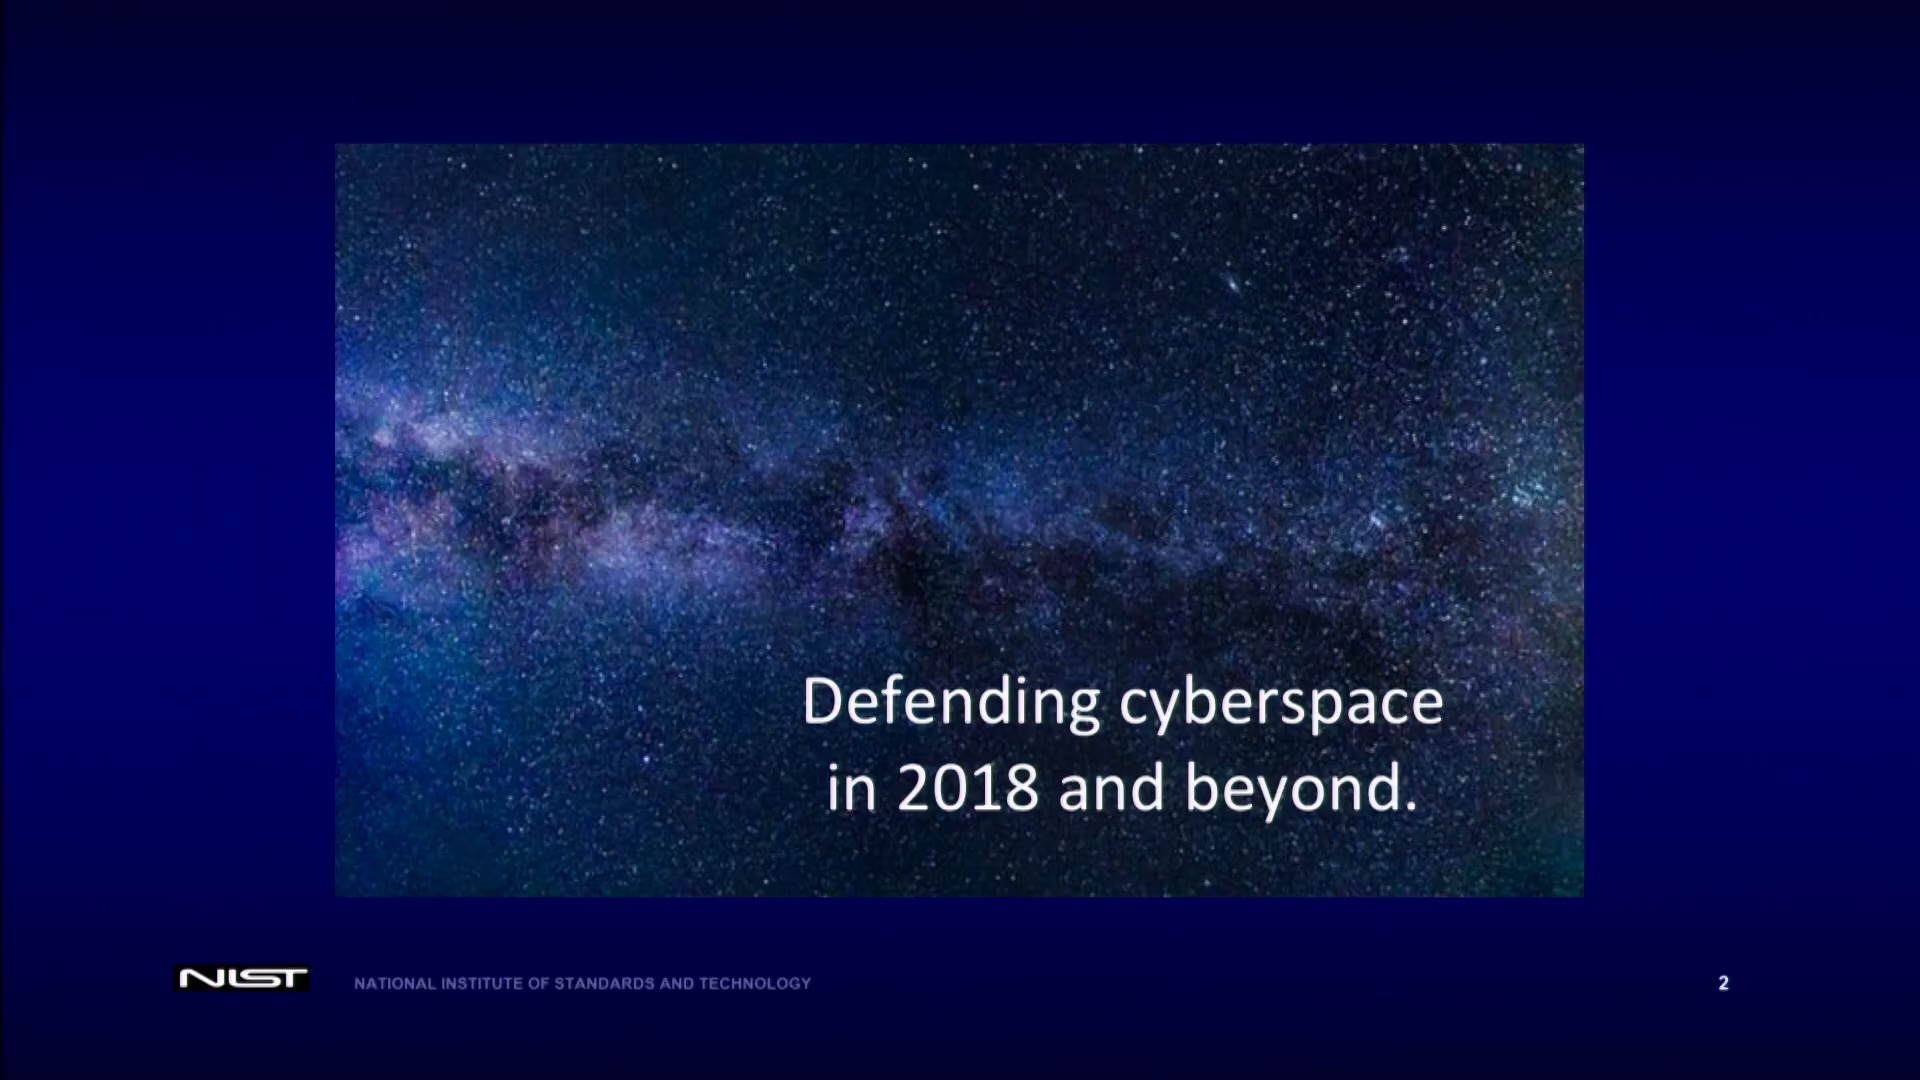 Defending cyberspace
in 2018 and beyond.
NIST
NATIONAL INSTITUTE OF STANDARDS AND TECHNOLOGY
2